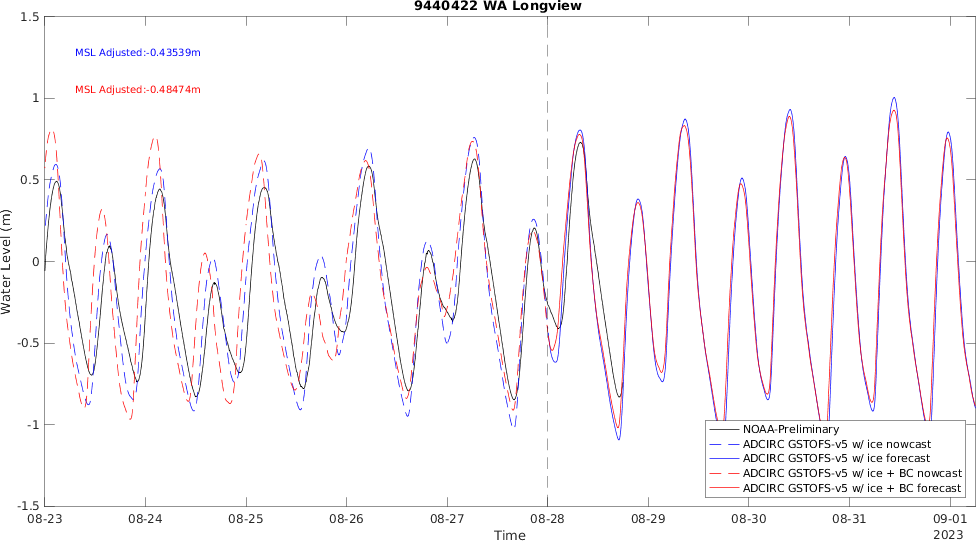 9440422 WA Longview
MSL Adjusted:-0.43539m
MSL Adjusted:-0.48474m
Water Level (m)
1.5
1
0.5
0
-0.5
-1
-1.5
08-23 08-24 08-25 08-26 08-27 08-28 08-29 08-30 08-31 09-01
2023
Time
NOAA-Preliminary
ADCIRC GSTOFS-v5 w/ ice nowcast
ADCIRC GSTOFS-v5 w/ ice forecast
ADCIRC GSTOFS-v5 w/ ice + BC nowcast
ADCIRC GSTOFS-v5 w/ ice + BC forecast